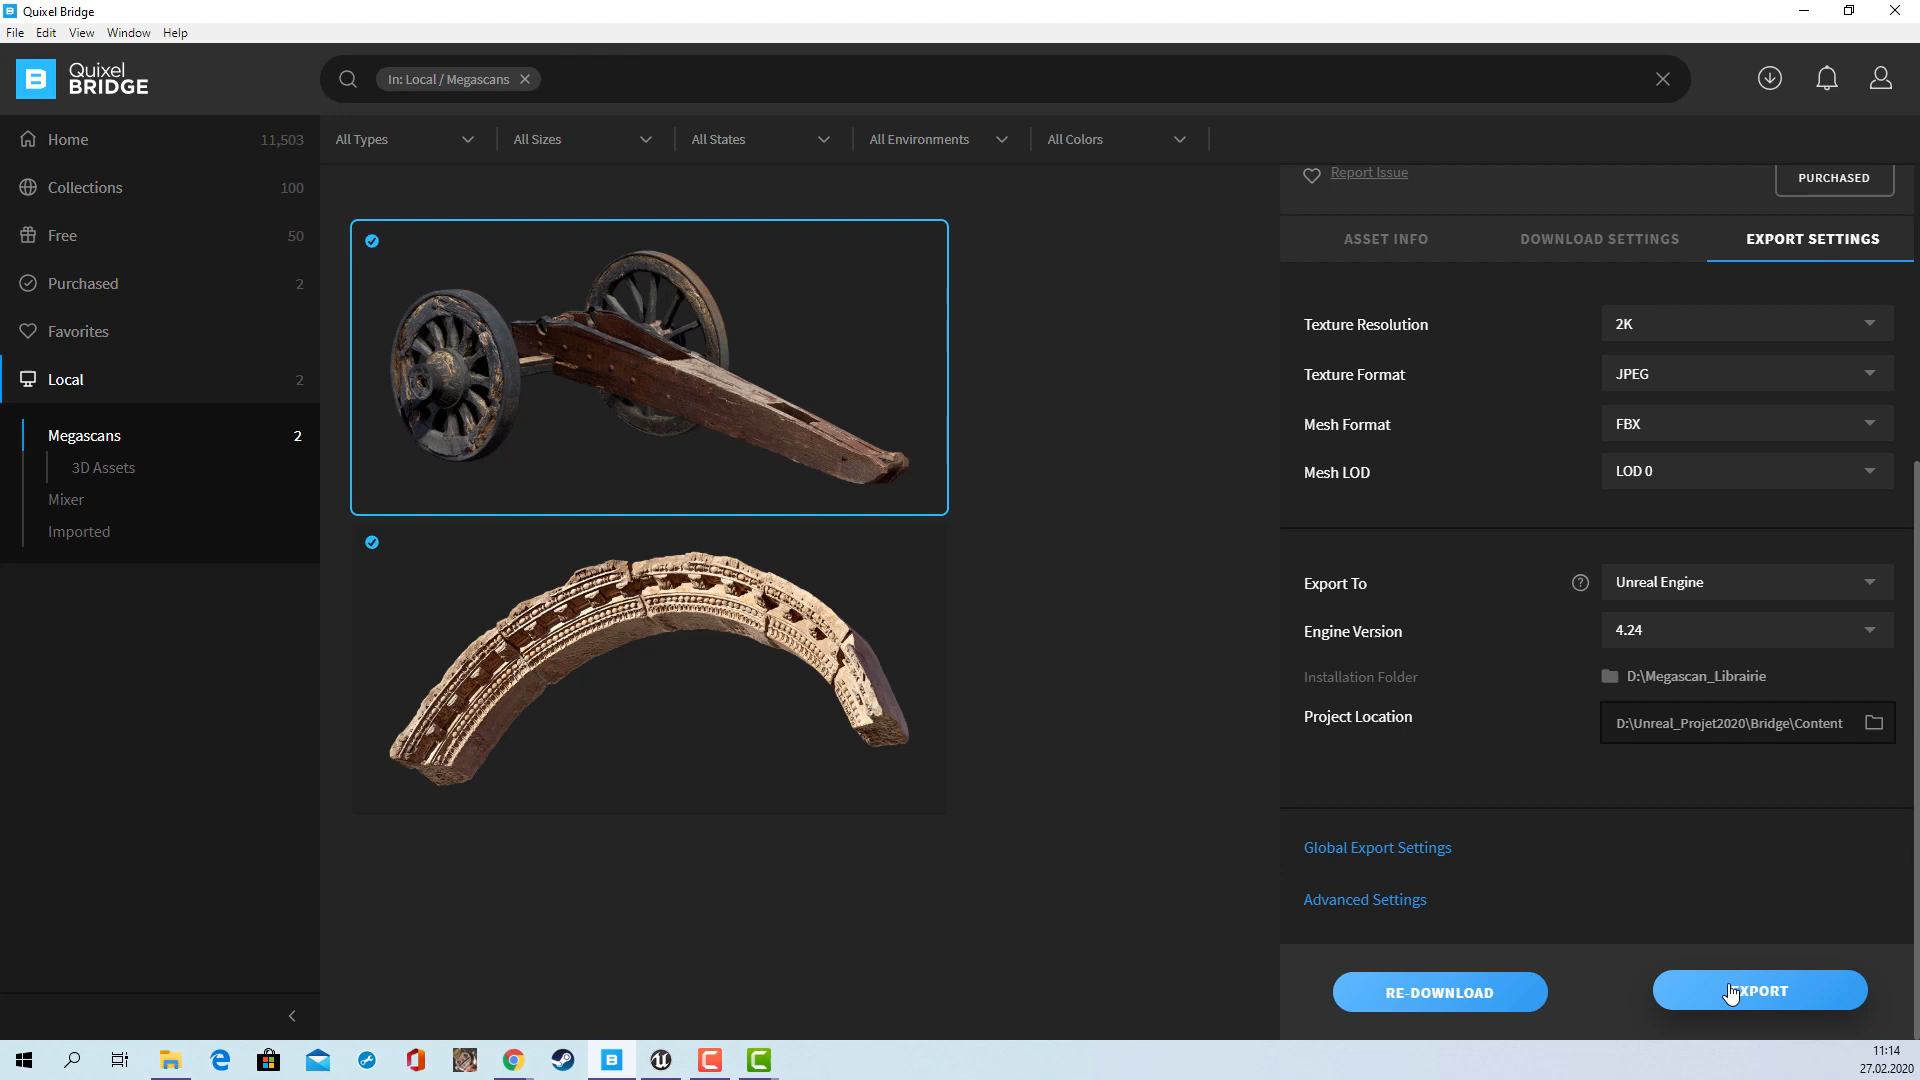 Quixel Bridge
File Edit View Window Help
Quixel
BRIDGE
In: Local / Megascans
Home 11,503
Collections 100
Free 50
Purchased 2
Favorites
Local 2
Megascans 2
3D Assets
Mixer
Imported
All Types All Sizes All States All Environments All Colors
Report Issue
PURCHASED
ASSET INFO DOWNLOAD SETTINGS EXPORT SETTINGS
Texture Resolution 2K
Texture Format JPEG
Mesh Format FBX
Mesh LOD LOD 0
Export To Unreal Engine
Engine Version 4.24
Installation Folder D:\Megascan_Librairie
Project Location D:\Unreal_Projet2020\Bridge\Content
Global Export Settings
Advanced Settings
RE-DOWNLOAD EXPORT
11:14
27.02.2020